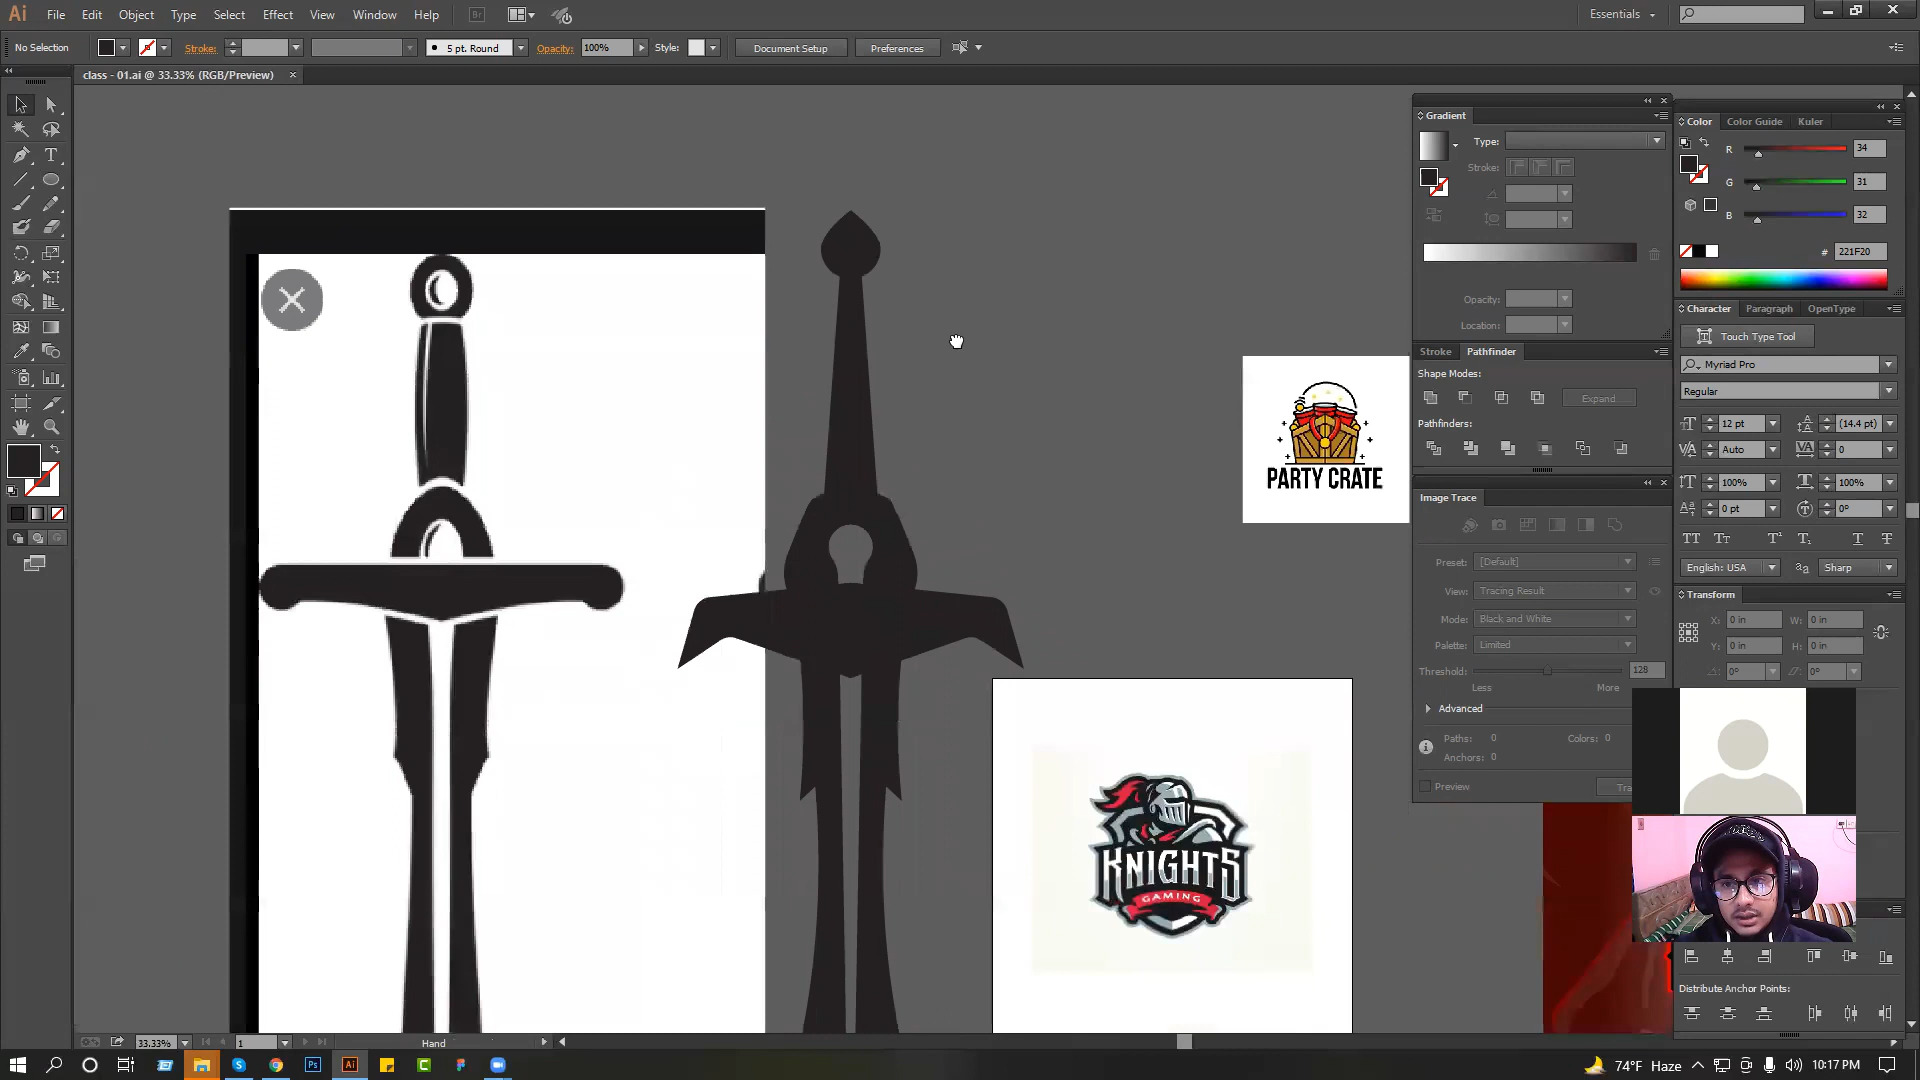 Ai File Edit Object Type Select Effect View Window Help Br Essentials
No Selection Stroke: 5 pt. Round Opacity: 100% Style: Document Setup Preferences
class - 01.ai @ 33.33% (RGB/Preview)
Gradient
Type:
Stroke:
Opacity:
Location:
Color Color Guide Kuler
R 34
G 31
B 32
# 221F20
Stroke Pathfinder
Shape Modes:
Expand
Pathfinders:
Character Paragraph OpenType
Touch Type Tool
Myriad Pro
Regular
12 pt (14.4 pt)
Auto 0
100% 100%
0 pt 0°
English: USA aa Sharp
Image Trace
Preset: [Default]
View: Tracing Result
Mode: Black and White
Palette: Limited
Threshold: 128
Less More
Advanced
Paths: 0 Colors: 0
Anchors: 0
Preview Tra
Transform
X: 0 in W: 0 in
Y: 0 in H: 0 in
0° 0°
Distribute Anchor Points:
PARTY CRATE
KNIGHTS
GAMING
33.33% 1 Hand
Ps Ai C 74°F Haze 10:17 PM